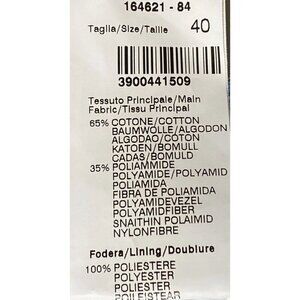 164621 - 84
Taglia/Size/Taille 40
3900441509
Tessuto Principale/Main
Fabric/Tissu Principal
65% COTONE/COTTON
BAUMWOLLE/ALGODON
ALGODAO/COTON
KATOEN/BOMULL
CADAS/BOMULD
35% POLIAMMIDE
POLYAMIDE/POLYAMID
POLIAMIDA
FIBRA DE POLIAMIDA
POLYAMIDEVEZEL
POLYAMIDFIBER
SNAITHIN POLAIMID
NYLONFIBRE
Fodera/Lining/Doublure
100% POLIESTERE
POLYESTER
POLIESTER
POILEISTEAR